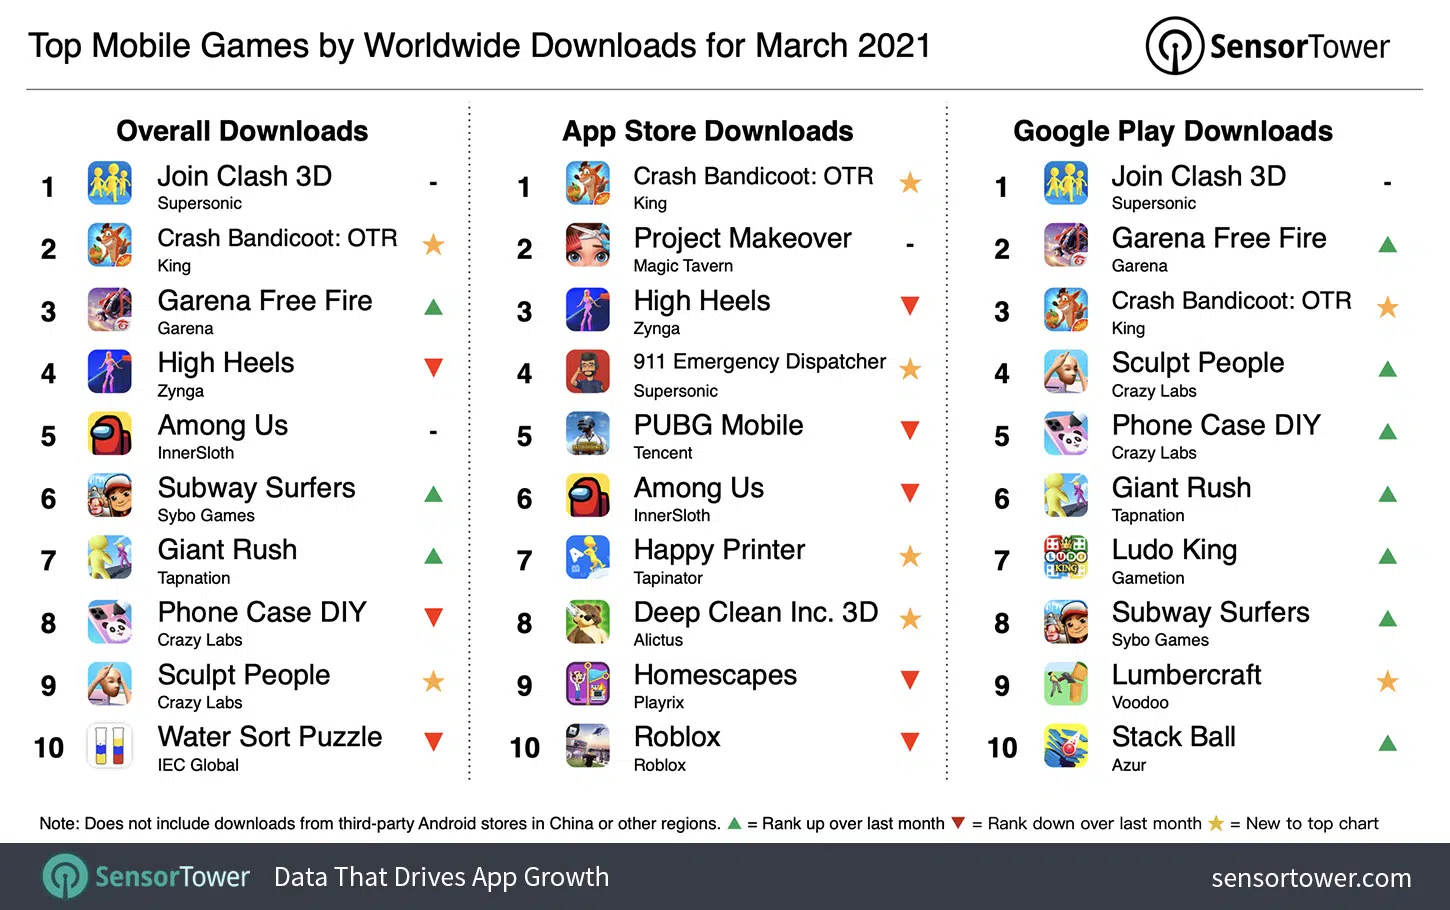 Top Mobile Games by Worldwide Downloads for March 2021
SensorTower
Overall Downloads
1 Join Clash 3D -
Supersonic
2 Crash Bandicoot: OTR
King
3 Garena Free Fire
Garena
4 High Heels
Zynga
5 Among Us -
InnerSloth
6 Subway Surfers
Sybo Games
7 Giant Rush
Tapnation
8 Phone Case DIY
Crazy Labs
9 Sculpt People
Crazy Labs
10 Water Sort Puzzle
IEC Global
App Store Downloads
1 Crash Bandicoot: OTR
King
2 Project Makeover -
Magic Tavern
3 High Heels
Zynga
4 911 Emergency Dispatcher
Supersonic
5 PUBG Mobile
Tencent
6 Among Us
InnerSloth
7 Happy Printer
Tapinator
8 Deep Clean Inc. 3D
Alictus
9 Homescapes
Playrix
10 Roblox
Roblox
Google Play Downloads
1 Join Clash 3D -
Supersonic
2 Garena Free Fire
Garena
3 Crash Bandicoot: OTR
King
4 Sculpt People
Crazy Labs
5 Phone Case DIY
Crazy Labs
6 Giant Rush
Tapnation
7 Ludo King
Gametion
LUDO
KING
8 Subway Surfers
Sybo Games
9 Lumbercraft
Voodoo
10 Stack Ball
Azur
Note: Does not include downloads from third-party Android stores in China or other regions. ▲ = Rank up over last month ▼ = Rank down over last month ★ = New to top chart
SensorTower Data That Drives App Growth sensortower.com